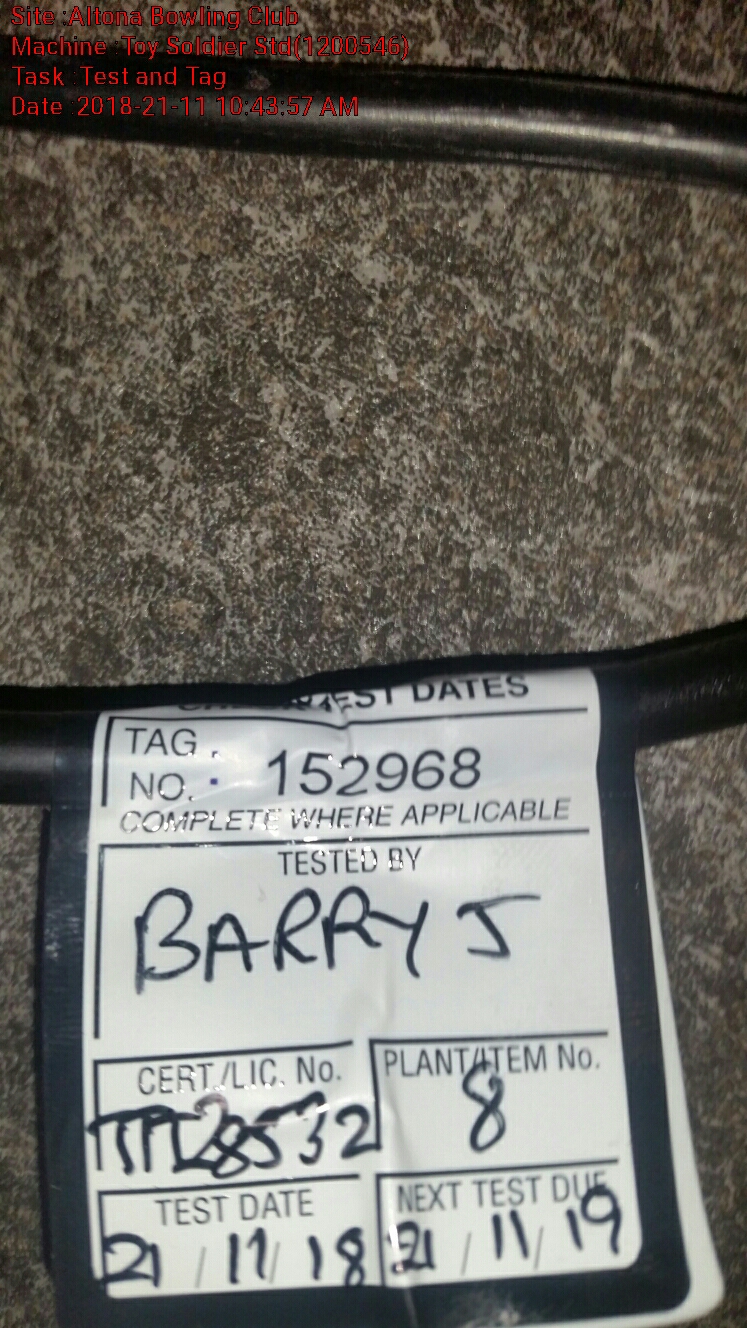 Site :Altona Bowling Club
Machine :Toy Soldier Std(1200546)
Task :Test and Tag
Date :2018-21-11 10:43:57 AM
TEST DATES
TAG
NO. 152968
COMPLETE WHERE APPLICABLE
TESTED BY
BARRY J
CERT./LIC. No.
PLANT/ITEM No.
8
TEST DATE
NEXT TEST DUE
21/11/18
21/11/19